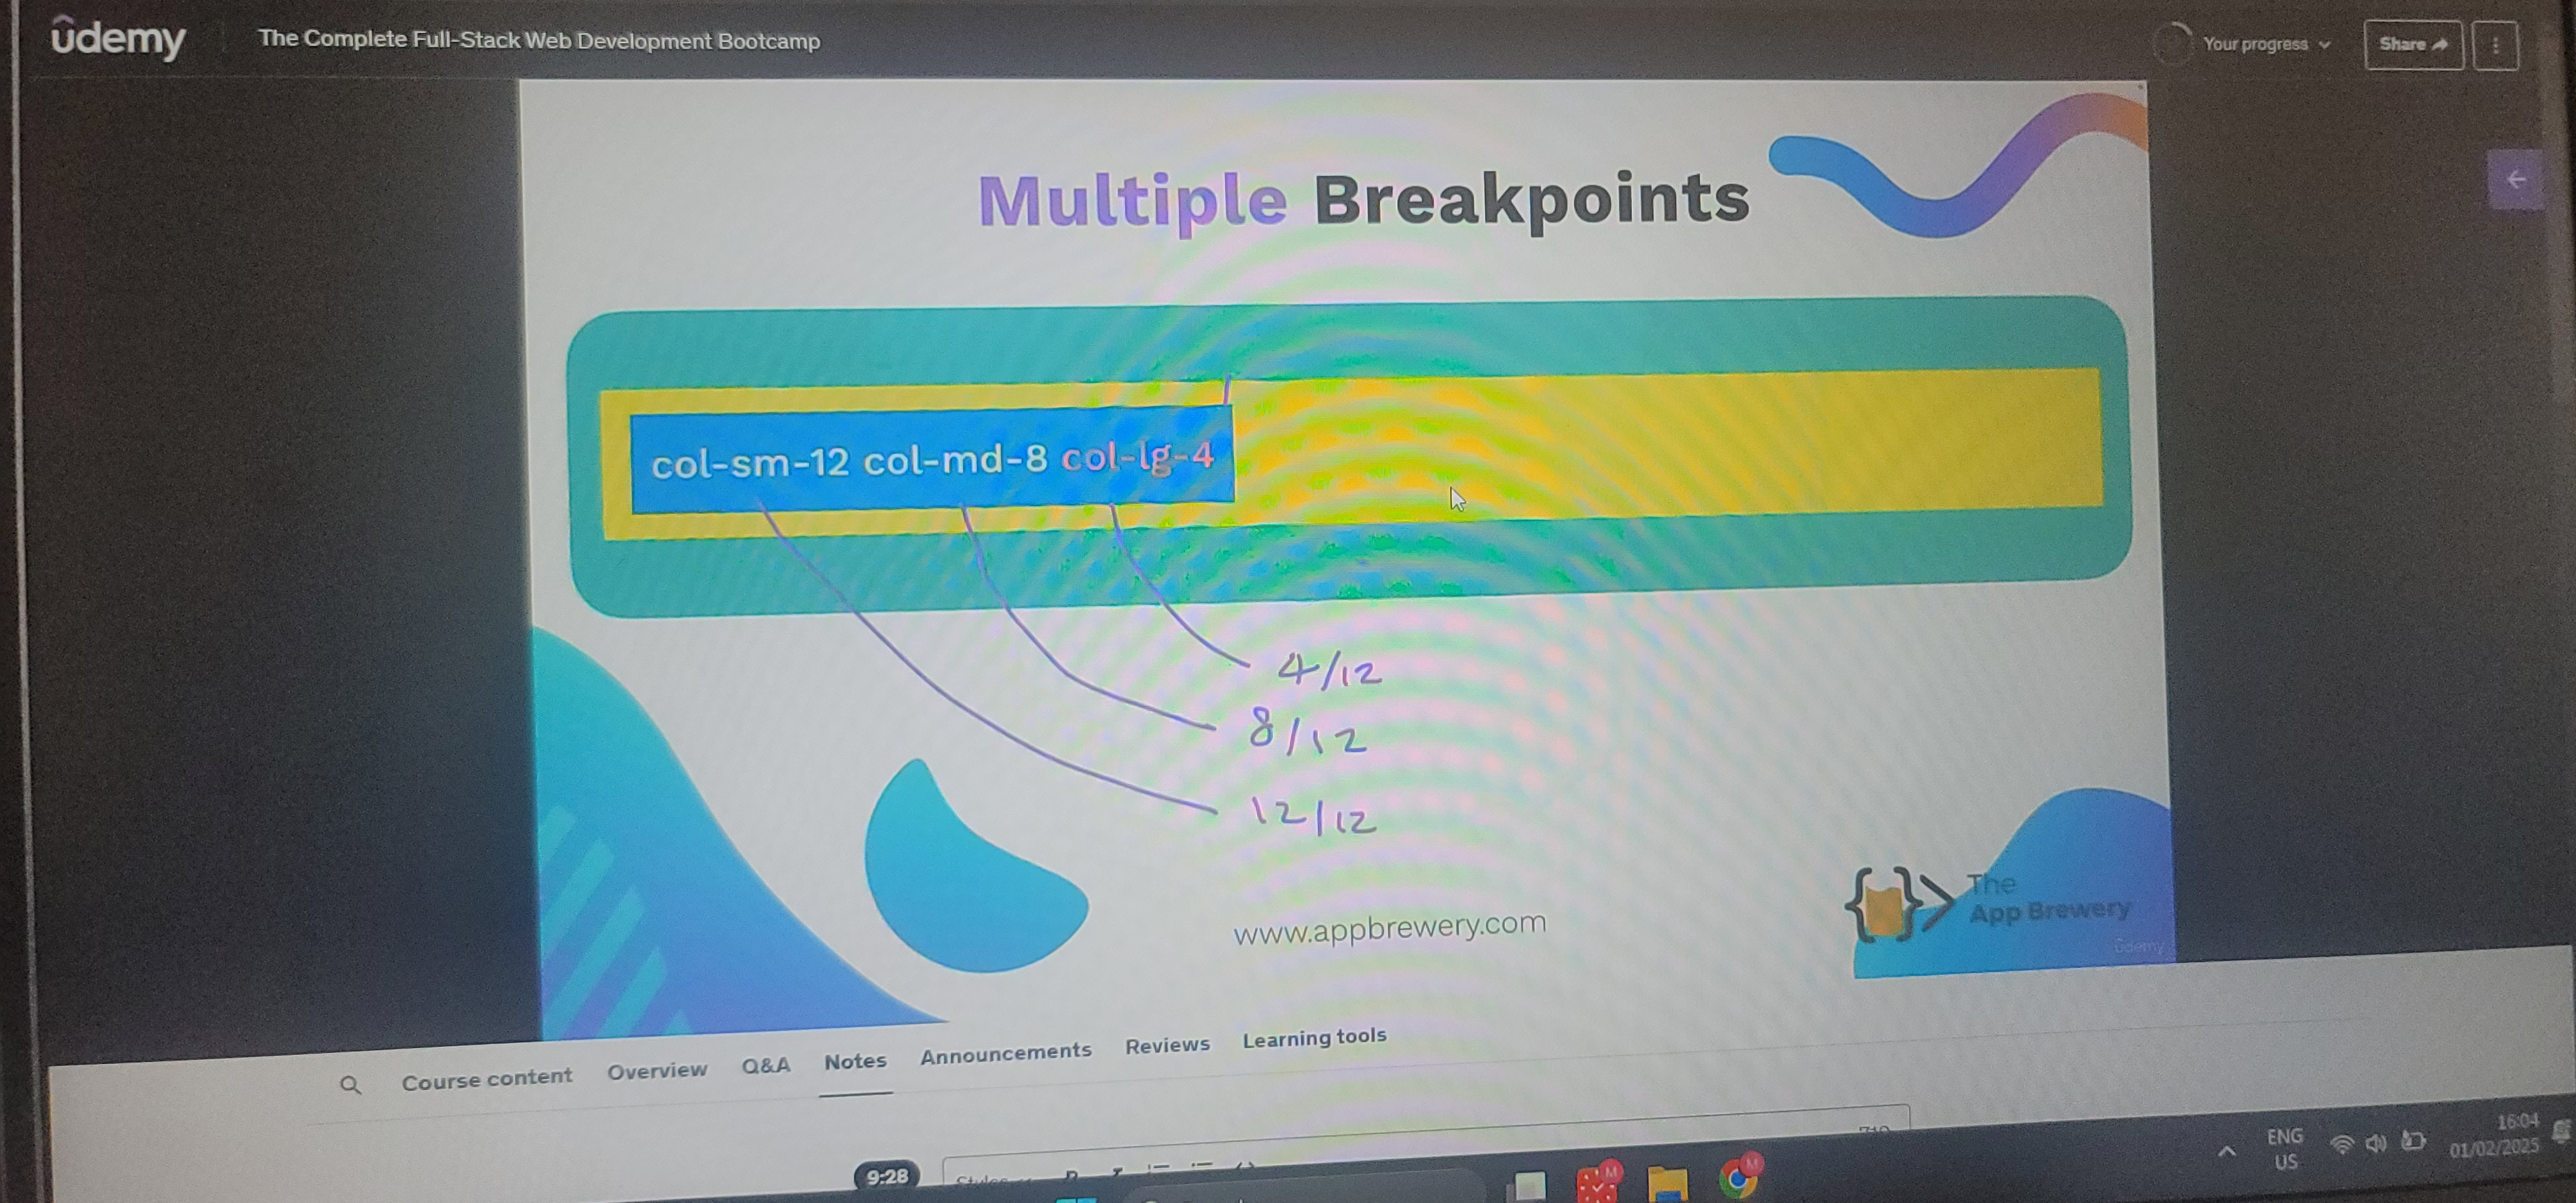 ûdemy
The Complete Full-Stack Web Development Bootcamp
Your progress
Share
Multiple Breakpoints
col-sm-12 col-md-8 col-lg-4
4/12
8/12
12/12
www.appbrewery.com
The
App Brewery
ûdemy
Course content Overview Q&A Notes Announcements Reviews Learning tools
9:28
Styles
ENG
US
16:04
01/02/2025